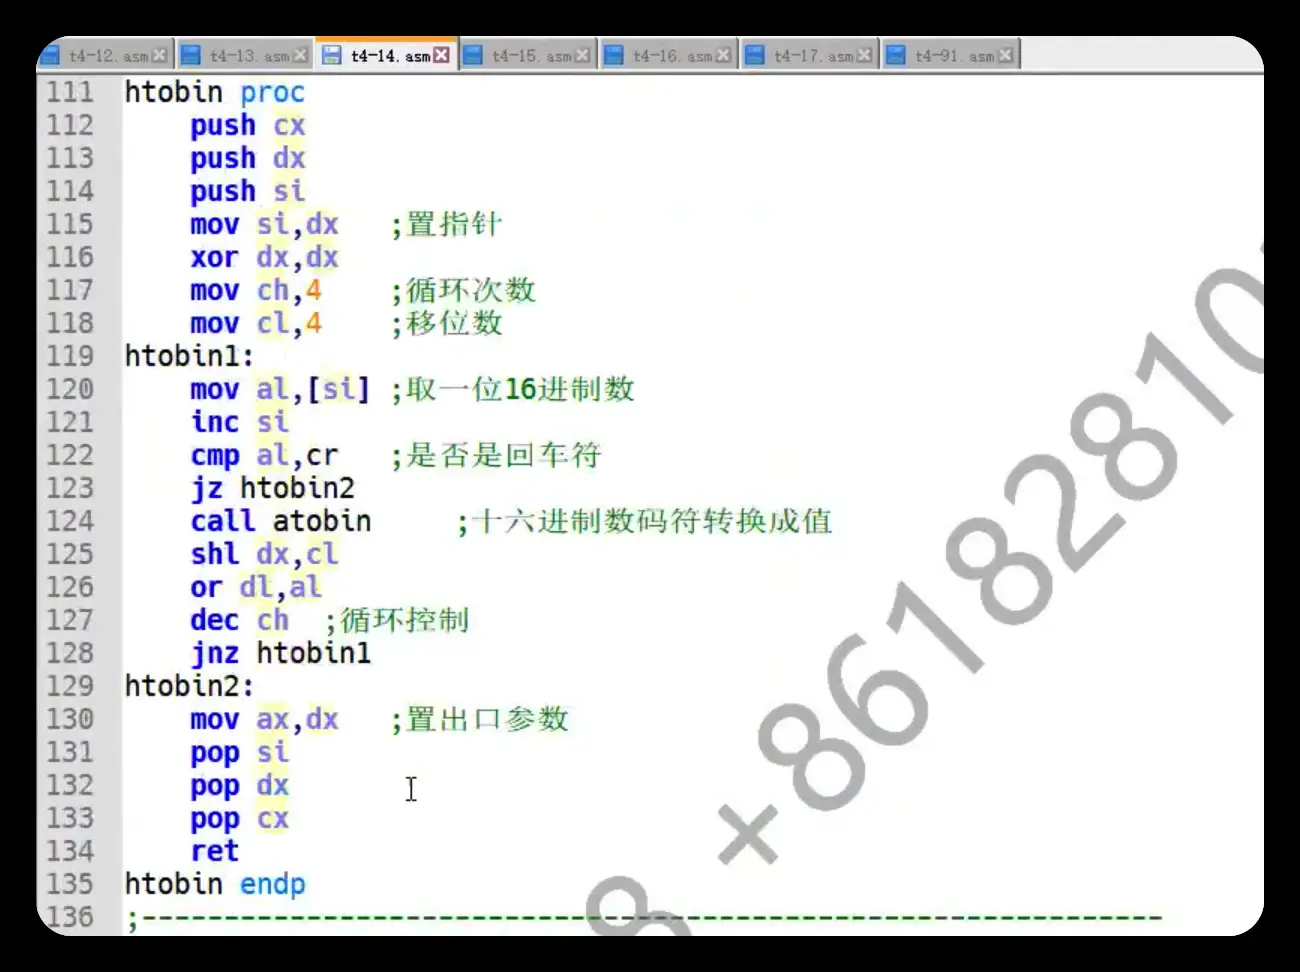 t4-12.asm t4-13.asm t4-14.asm t4-15.asm t4-16.asm t4-17.asm t4-91.asm
111 htobin proc
112 push cx
113 push dx
114 push si
115 mov si,dx ;置指针
116 xor dx,dx
117 mov ch,4 ;循环次数
118 mov cl,4 ;移位数
119 htobin1:
120 mov al,[si] ;取一位16进制数
121 inc si
122 cmp al,cr ;是否是回车符
123 jz htobin2
124 call atobin ;十六进制数码符转换成值
125 shl dx,cl
126 or dl,al
127 dec ch ;循环控制
128 jnz htobin1
129 htobin2:
130 mov ax,dx ;置出口参数
131 pop si
132 pop dx
133 pop cx
134 ret
135 htobin endp
136 ;--------------------------------------------------------------
+861828810